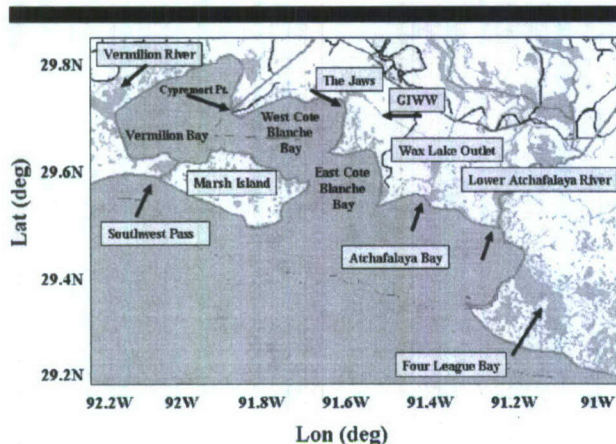 29.8N
29.6N
29.4N
29.2N
Lat (deg)
Vermilion River
Cypremort Pt.
The Jaws
GIWW
West Cote
Blanche
Bay
Vermilion Bay
Wax Lake Outlet
Marsh Island
East Cote
Blanche
Bay
Lower Atchafalaya River
Southwest Pass
Atchafalaya Bay
Four League Bay
92.2W
92W
91.8W
91.6W
91.4W
91.2W
91W
Lon (deg)